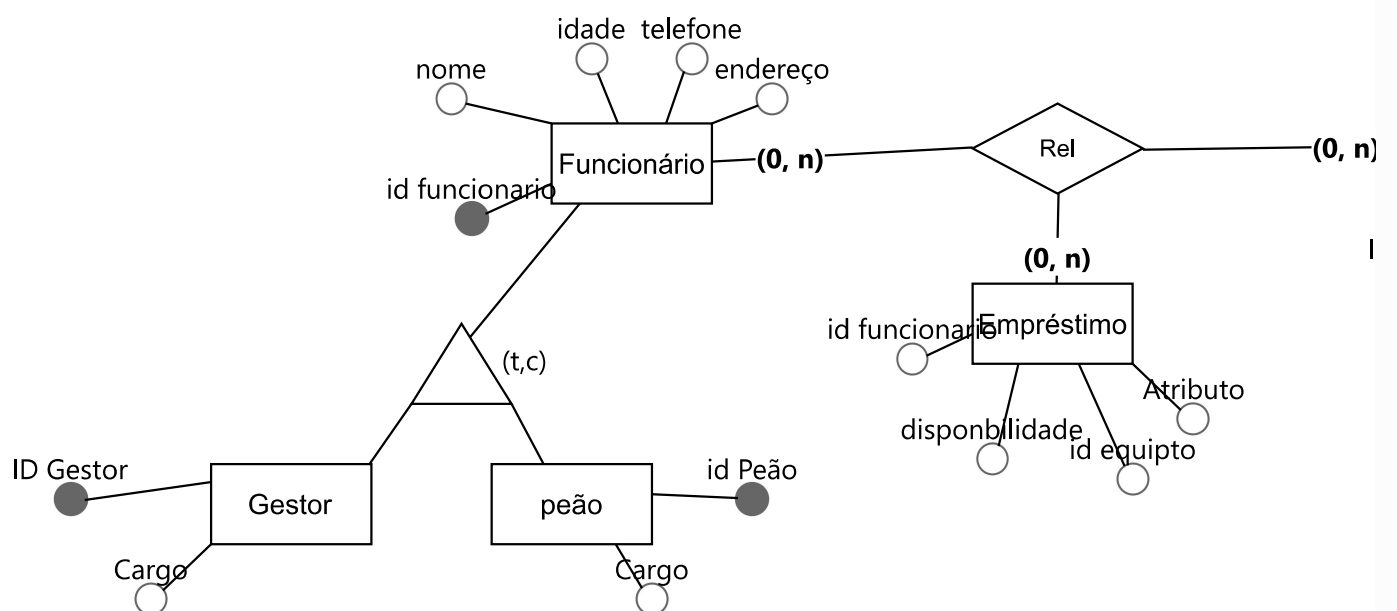 idade telefone
nome
endereço
Funcionário
(0, n)
Rel
(0, n)
id funcionario
(0, n)
id funcionario
Empréstimo
(t,c)
Atributo
disponbilidade
id equipto
ID Gestor
id Peão
Gestor
peão
Cargo
Cargo